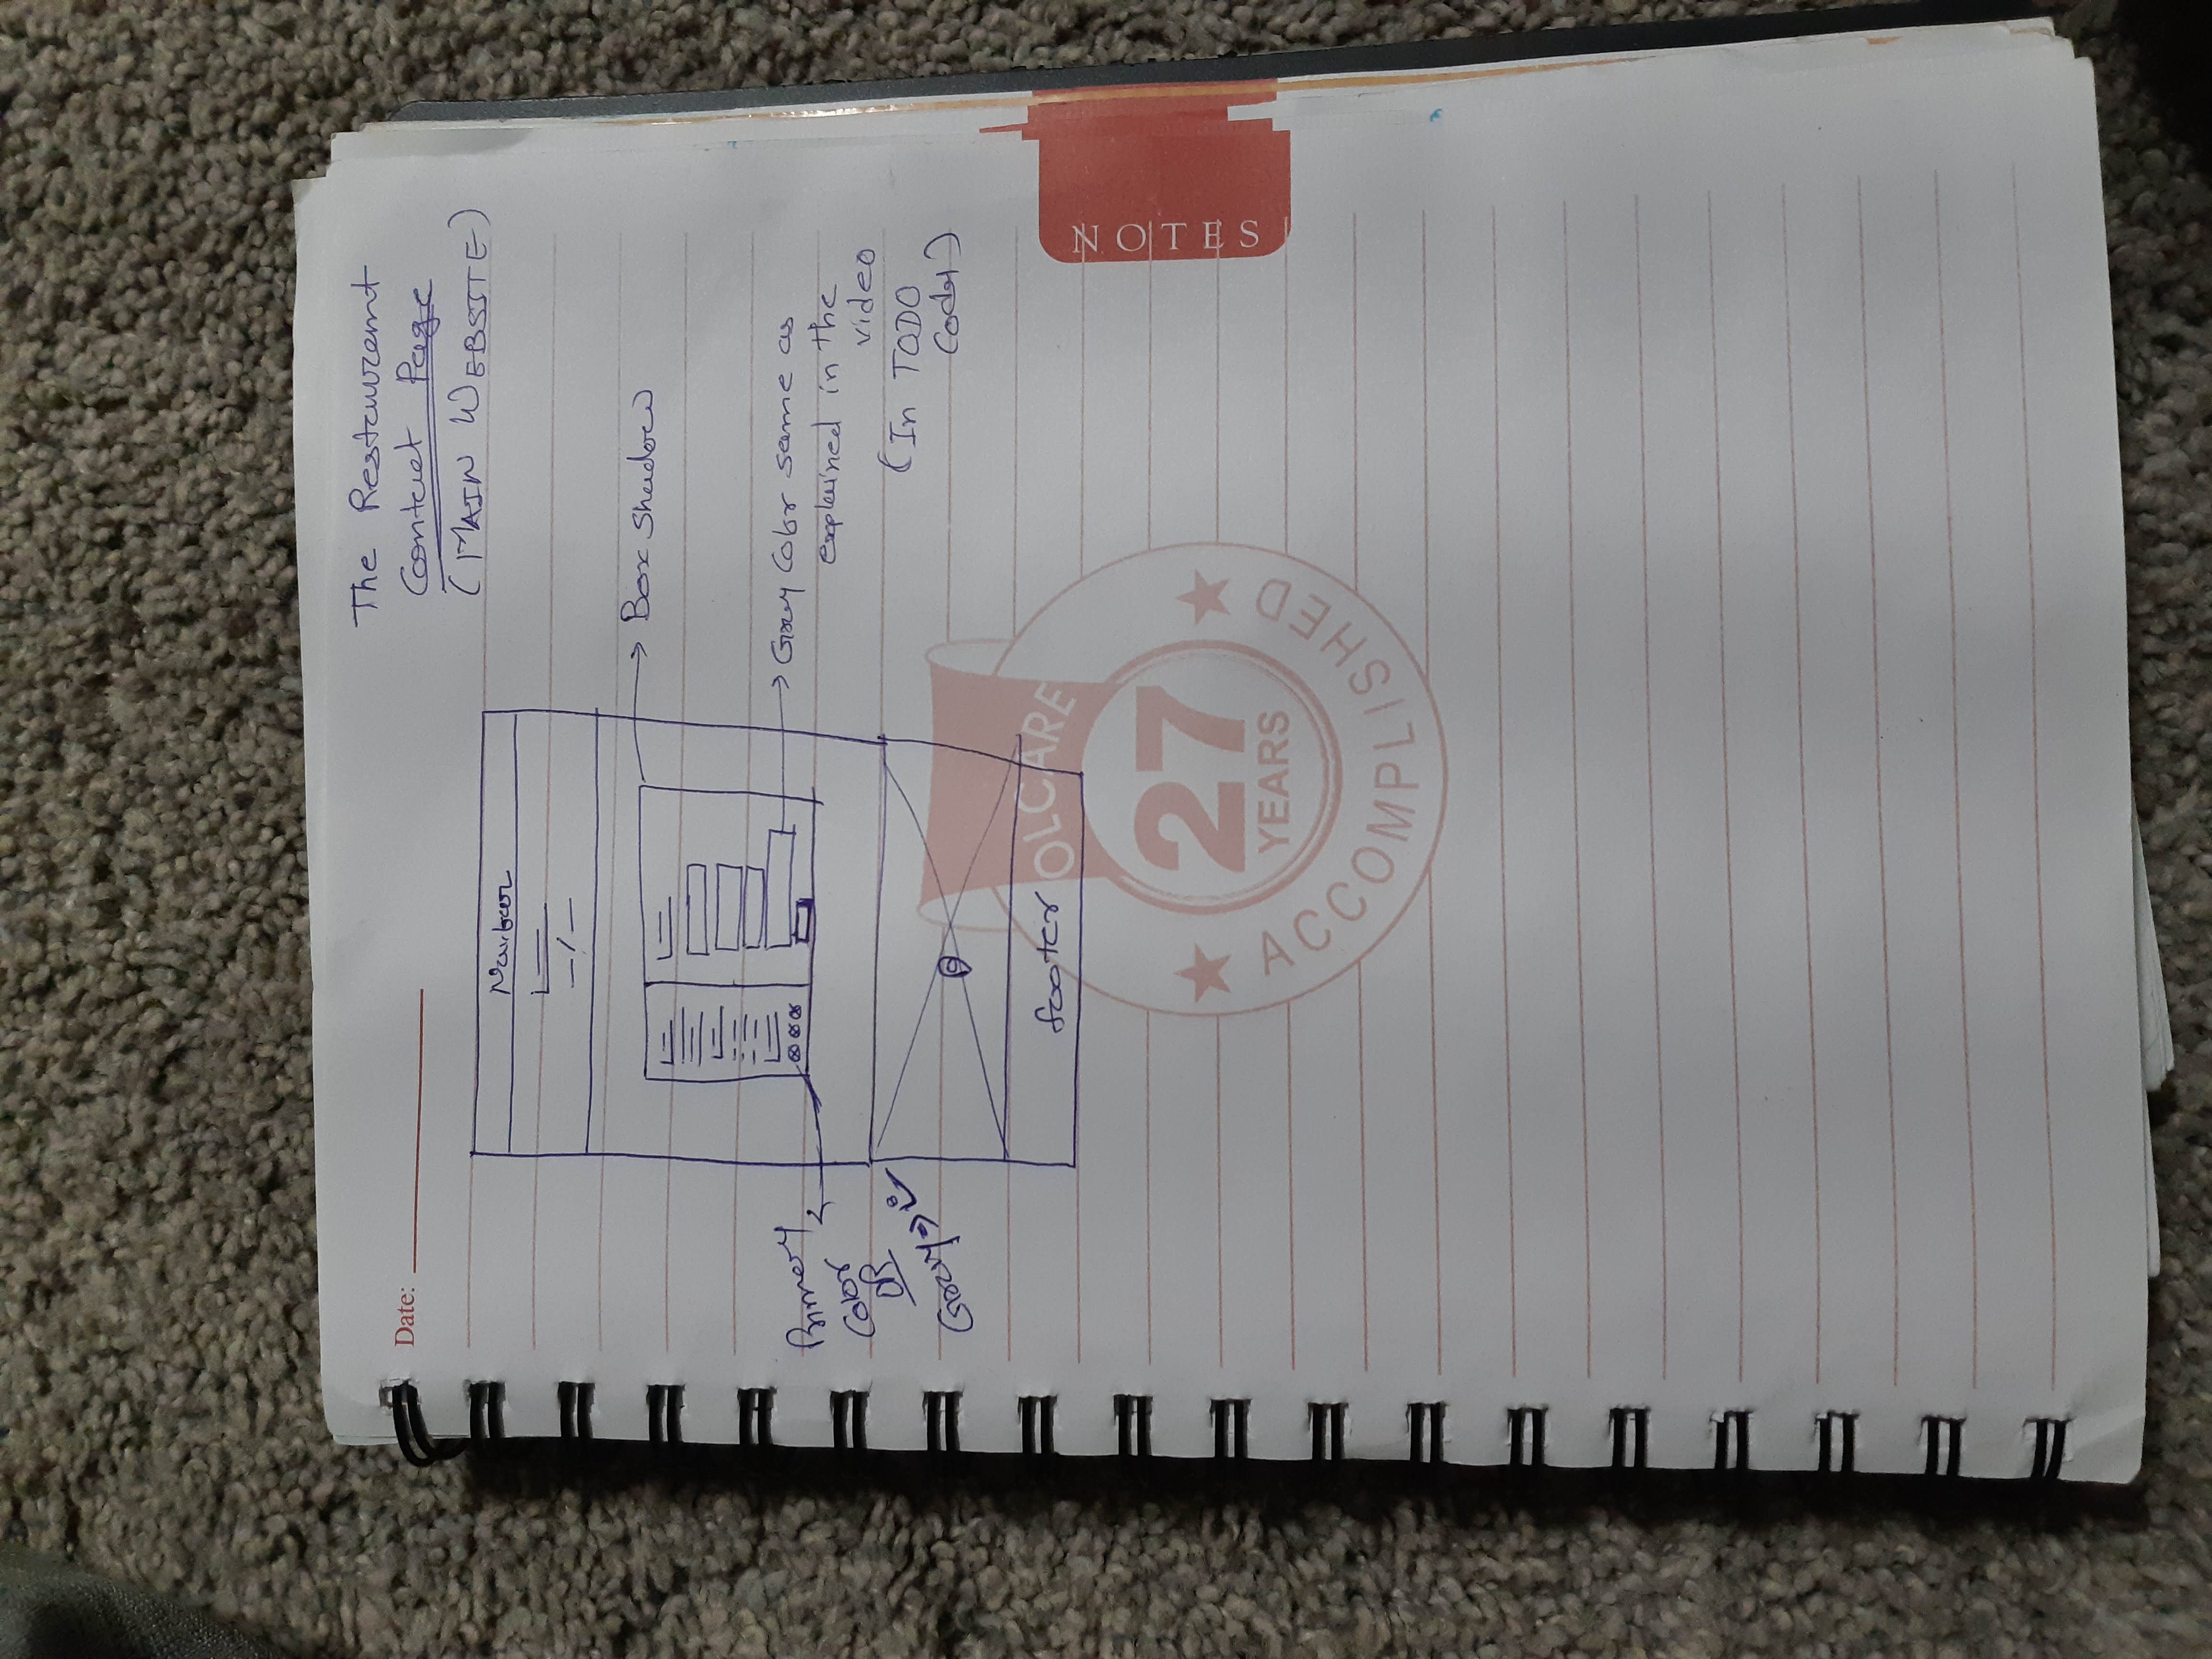 Date:
The Restaurant
Contact Page
(MAIN WEBSITE)
Navbar
Box Shadow
Primary
Color
OR
Gray
Gray Color same as
explained in the
video
(In TODO
Code)
footer
OLCARE
27
YEARS
ACCOMPLISHED
NOTES